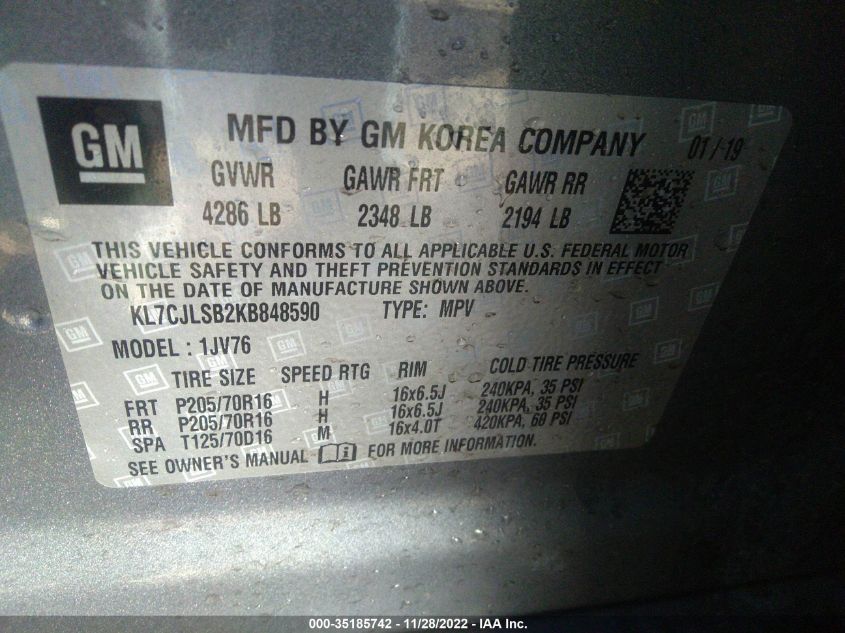 GM MFD BY GM KOREA COMPANY 01/19
GVWR GAWR FRT GAWR RR
4286 LB 2348 LB 2194 LB
THIS VEHICLE CONFORMS TO ALL APPLICABLE U.S. FEDERAL MOTOR
VEHICLE SAFETY AND THEFT PREVENTION STANDARDS IN EFFECT
ON THE DATE OF MANUFACTURE SHOWN ABOVE.
KL7CJLSB2KB848590 TYPE: MPV
MODEL : 1JV76
TIRE SIZE SPEED RTG RIM COLD TIRE PRESSURE
FRT P205/70R16 H 16x6.5J 240KPA, 35 PSI
RR P205/70R16 H 16x6.5J 240KPA, 35 PSI
SPA T125/70D16 M 16x4.0T 420KPA, 60 PSI
SEE OWNER'S MANUAL FOR MORE INFORMATION.
000-35185742 - 11/28/2022 - IAA Inc.